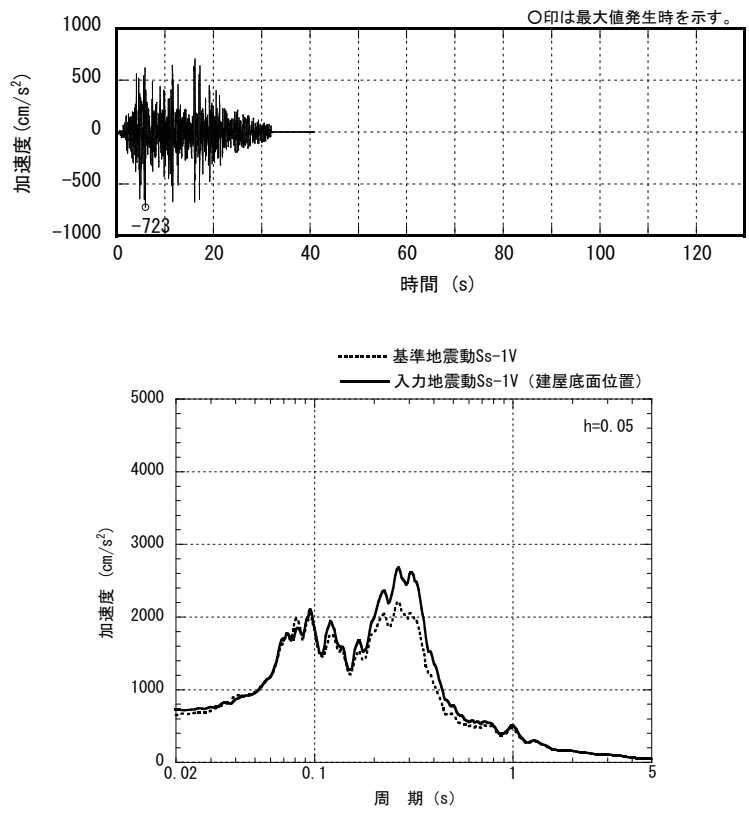 ○印は最大値発生時を示す。
1000
500
0
-500
-1000
加速度(cm/s²)
-723
0 20 40 60 80 100 120
時間 (s)
基準地震動Ss-1V
入力地震動Ss-1V (建屋底面位置)
5000
4000
3000
2000
1000
0
加速度 (cm/s²)
h=0.05
0.02 0.1 1 5
周 期 (s)